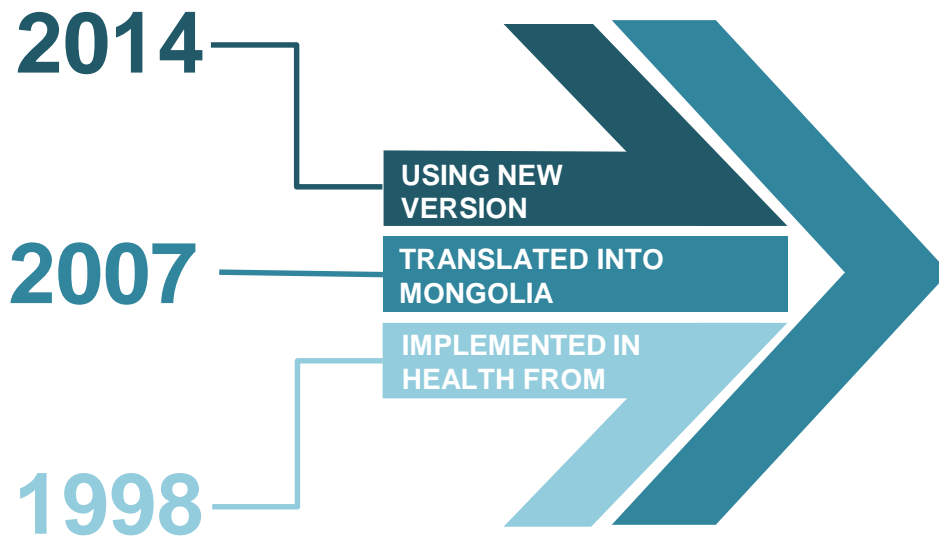 2014
USING NEW
VERSION
2007
TRANSLATED INTO
MONGOLIA
IMPLEMENTED IN
HEALTH FROM
1998